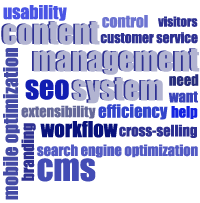 usability
control visitors
content
customer service
management
seo system
need
want
extensibility efficiency help
mobile optimization
branding
workflow cross-selling
search engine optimization
cms